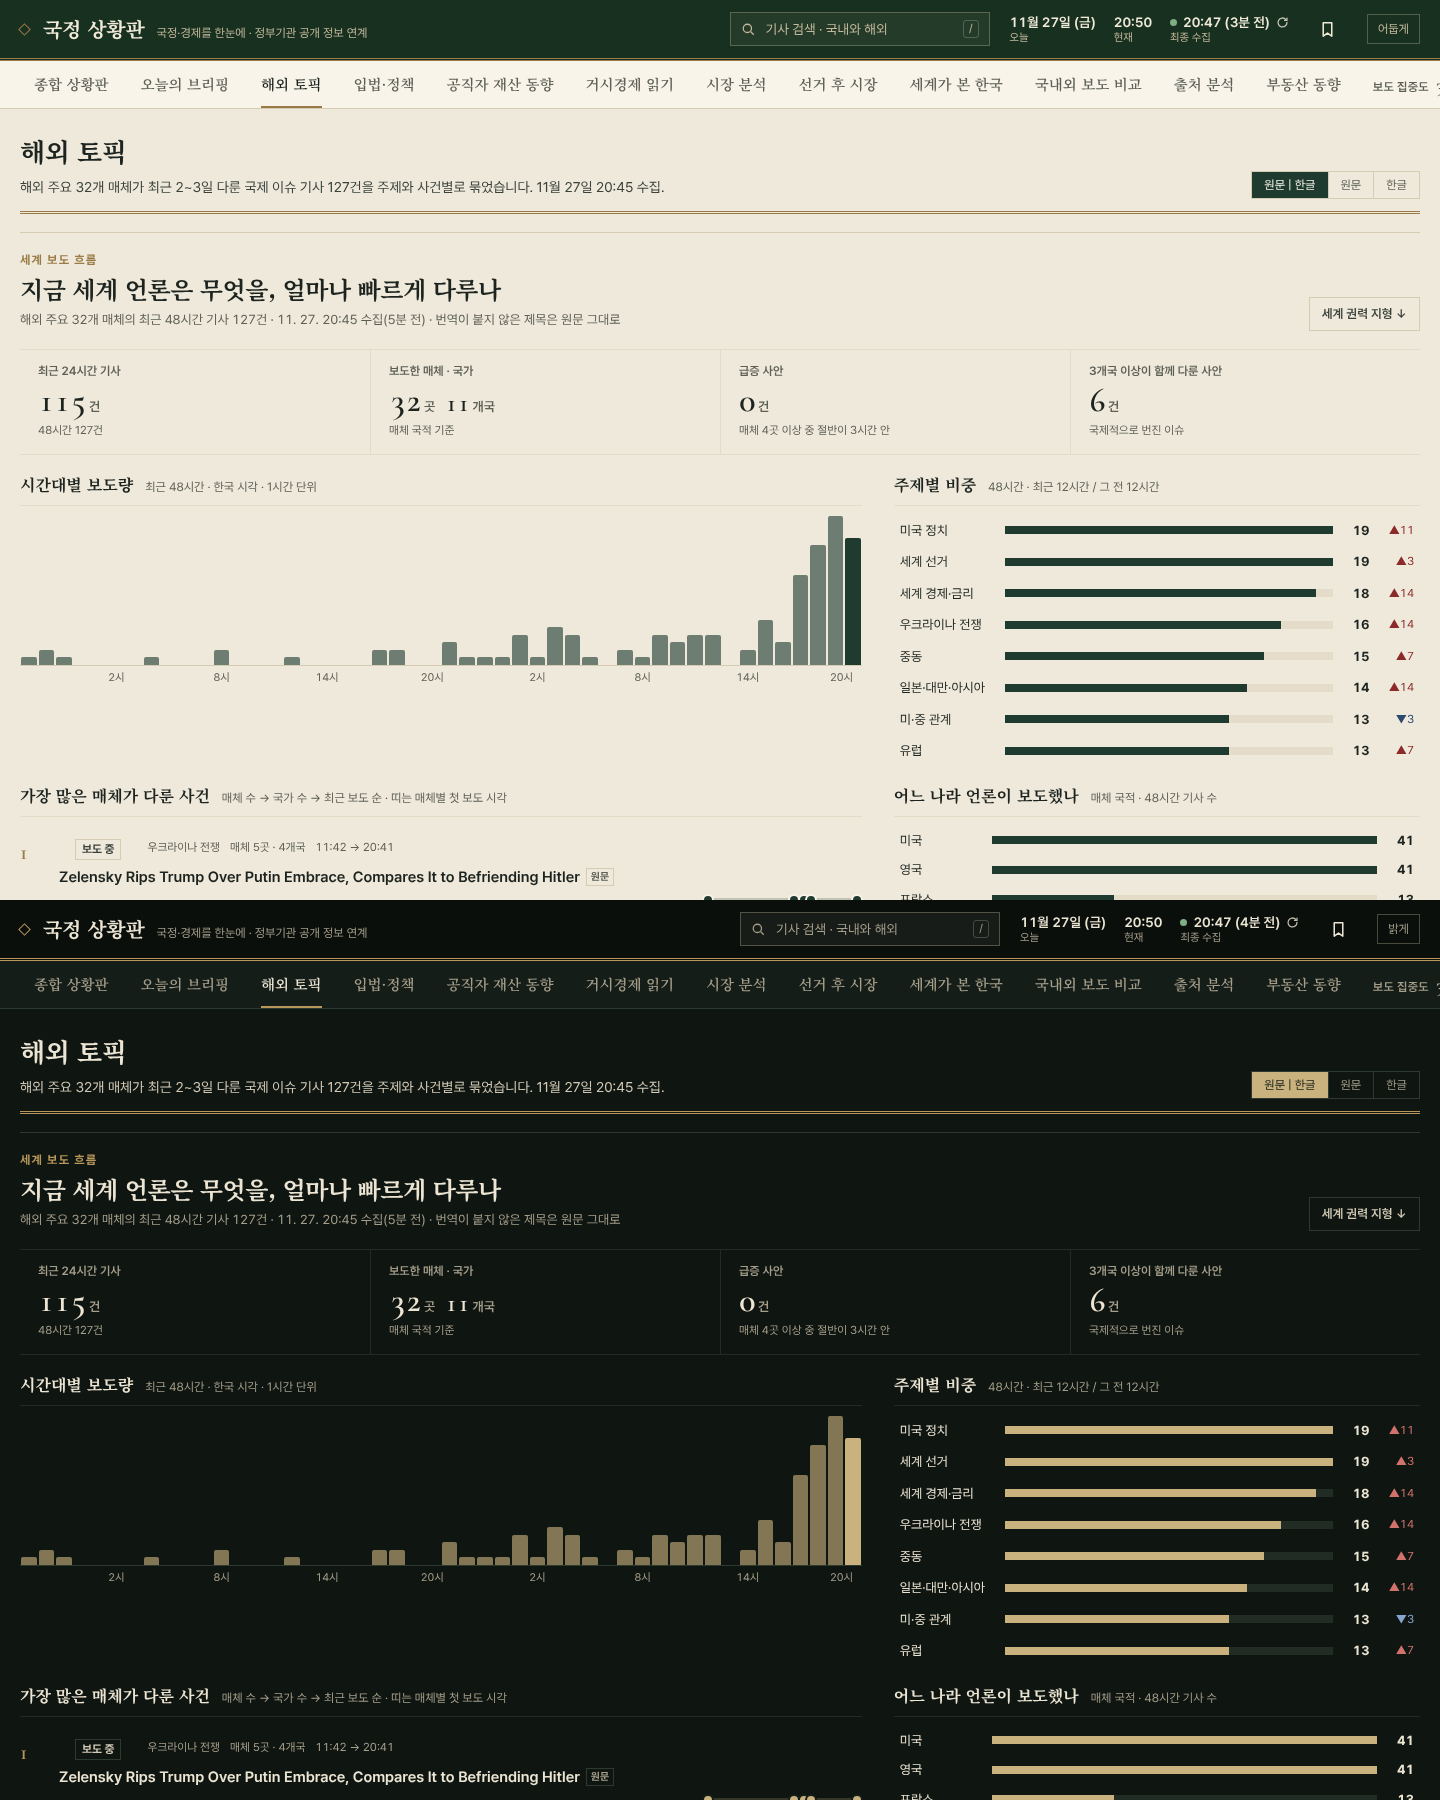 국정 상황판 국정·경제를 한눈에 · 정부기관 공개 정보 연계 기사 검색 · 국내와 해외 / 11월 27일 (금) 20:50 20:47 (3분 전) 어둡게
오늘 현재 최종 수집
종합 상황판 오늘의 브리핑 해외 토픽 입법·정책 공직자 재산 동향 거시경제 읽기 시장 분석 선거 후 시장 세계가 본 한국 국내외 보도 비교 출처 분석 부동산 동향 보도 집중도
해외 토픽
해외 주요 32개 매체가 최근 2~3일 다룬 국제 이슈 기사 127건을 주제와 사건별로 묶었습니다. 11월 27일 20:45 수집. 원문 | 한글 원문 한글
세계 보도 흐름
지금 세계 언론은 무엇을, 얼마나 빠르게 다루나
해외 주요 32개 매체의 최근 48시간 기사 127건 · 11. 27. 20:45 수집(5분 전) · 번역이 붙지 않은 제목은 원문 그대로 세계 권력 지형 ↓
최근 24시간 기사 보도한 매체 · 국가 급증 사안 3개국 이상이 함께 다룬 사안
115건 32곳 11개국 0건 6건
48시간 127건 매체 국적 기준 매체 4곳 이상 중 절반이 3시간 안 국제적으로 번진 이슈
시간대별 보도량 최근 48시간 · 한국 시각 · 1시간 단위 주제별 비중 48시간 · 최근 12시간 / 그 전 12시간
미국 정치 19 ▲11
세계 선거 19 ▲3
세계 경제·금리 18 ▲14
우크라이나 전쟁 16 ▲14
중동 15 ▲7
일본·대만·아시아 14 ▲14
미·중 관계 13 ▼3
유럽 13 ▲7
2시 8시 14시 20시 2시 8시 14시 20시
가장 많은 매체가 다룬 사건 매체 수 → 국가 수 → 최근 보도 순 · 띠는 매체별 첫 보도 시각 어느 나라 언론이 보도했나 매체 국적 · 48시간 기사 수
1 보도 중 우크라이나 전쟁 매체 5곳 · 4개국 11:42 → 20:41
Zelensky Rips Trump Over Putin Embrace, Compares It to Befriending Hitler 원문
미국 41
영국 41
프랑스 13
국정 상황판 국정·경제를 한눈에 · 정부기관 공개 정보 연계 기사 검색 · 국내와 해외 / 11월 27일 (금) 20:50 20:47 (4분 전) 밝게
오늘 현재 최종 수집
종합 상황판 오늘의 브리핑 해외 토픽 입법·정책 공직자 재산 동향 거시경제 읽기 시장 분석 선거 후 시장 세계가 본 한국 국내외 보도 비교 출처 분석 부동산 동향 보도 집중도
해외 토픽
해외 주요 32개 매체가 최근 2~3일 다룬 국제 이슈 기사 127건을 주제와 사건별로 묶었습니다. 11월 27일 20:45 수집. 원문 | 한글 원문 한글
세계 보도 흐름
지금 세계 언론은 무엇을, 얼마나 빠르게 다루나
해외 주요 32개 매체의 최근 48시간 기사 127건 · 11. 27. 20:45 수집(5분 전) · 번역이 붙지 않은 제목은 원문 그대로 세계 권력 지형 ↓
최근 24시간 기사 보도한 매체 · 국가 급증 사안 3개국 이상이 함께 다룬 사안
115건 32곳 11개국 0건 6건
48시간 127건 매체 국적 기준 매체 4곳 이상 중 절반이 3시간 안 국제적으로 번진 이슈
시간대별 보도량 최근 48시간 · 한국 시각 · 1시간 단위 주제별 비중 48시간 · 최근 12시간 / 그 전 12시간
미국 정치 19 ▲11
세계 선거 19 ▲3
세계 경제·금리 18 ▲14
우크라이나 전쟁 16 ▲14
중동 15 ▲7
일본·대만·아시아 14 ▲14
미·중 관계 13 ▼3
유럽 13 ▲7
2시 8시 14시 20시 2시 8시 14시 20시
가장 많은 매체가 다룬 사건 매체 수 → 국가 수 → 최근 보도 순 · 띠는 매체별 첫 보도 시각 어느 나라 언론이 보도했나 매체 국적 · 48시간 기사 수
1 보도 중 우크라이나 전쟁 매체 5곳 · 4개국 11:42 → 20:41
Zelensky Rips Trump Over Putin Embrace, Compares It to Befriending Hitler 원문
미국 41
영국 41
프랑스 13